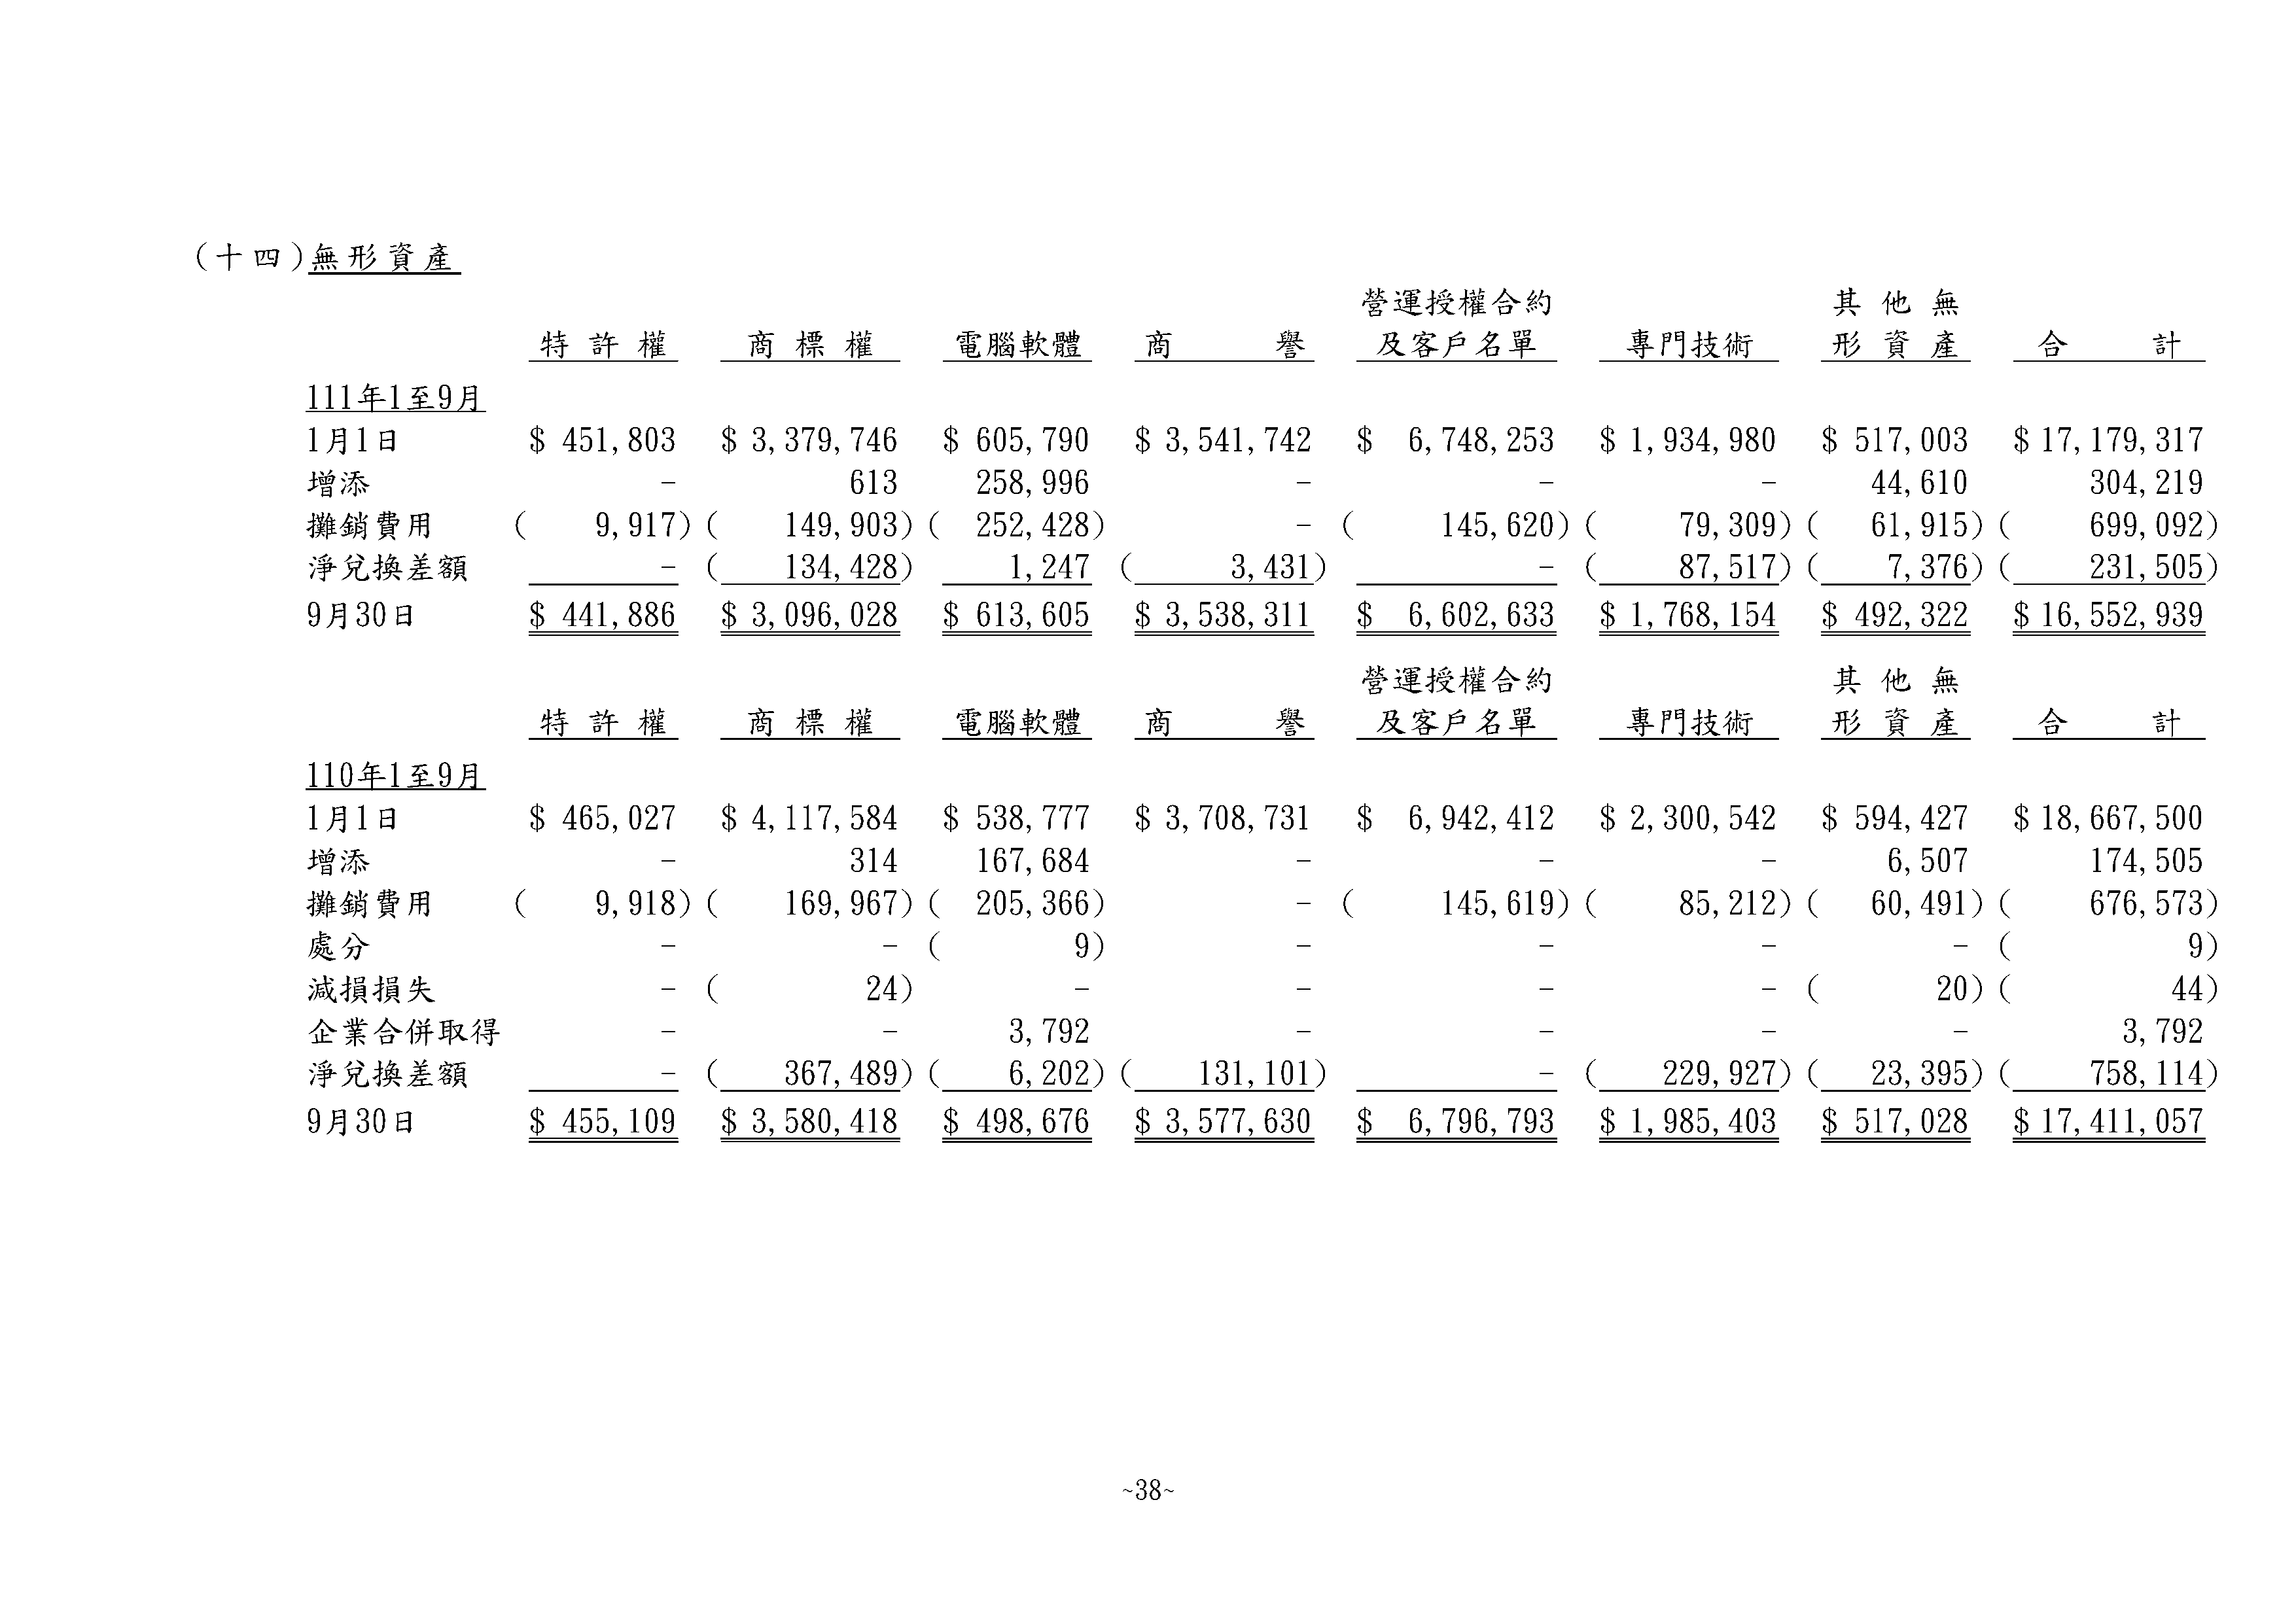 (十四)無形資產
營運授權合約 其他無
特許權 商標權 電腦軟體 商譽 及客戶名單 專門技術 形資產 合計
111年1至9月
1月1日 $ 451,803 $ 3,379,746 $ 605,790 $ 3,541,742 $ 6,748,253 $ 1,934,980 $ 517,003 $ 17,179,317
增添 - 613 258,996 - - - 44,610 304,219
攤銷費用 ( 9,917) ( 149,903) ( 252,428) - ( 145,620) ( 79,309) ( 61,915) ( 699,092)
淨兌換差額 - ( 134,428) 1,247 ( 3,431) - ( 87,517) ( 7,376) ( 231,505)
9月30日 $ 441,886 $ 3,096,028 $ 613,605 $ 3,538,311 $ 6,602,633 $ 1,768,154 $ 492,322 $ 16,552,939
營運授權合約 其他無
特許權 商標權 電腦軟體 商譽 及客戶名單 專門技術 形資產 合計
110年1至9月
1月1日 $ 465,027 $ 4,117,584 $ 538,777 $ 3,708,731 $ 6,942,412 $ 2,300,542 $ 594,427 $ 18,667,500
增添 - 314 167,684 - - - 6,507 174,505
攤銷費用 ( 9,918) ( 169,967) ( 205,366) - ( 145,619) ( 85,212) ( 60,491) ( 676,573)
處分 - - ( 9) - - - - ( 9)
減損損失 - ( 24) - - - - ( 20) ( 44)
企業合併取得 - - 3,792 - - - - 3,792
淨兌換差額 - ( 367,489) ( 6,202) ( 131,101) - ( 229,927) ( 23,395) ( 758,114)
9月30日 $ 455,109 $ 3,580,418 $ 498,676 $ 3,577,630 $ 6,796,793 $ 1,985,403 $ 517,028 $ 17,411,057
~38~